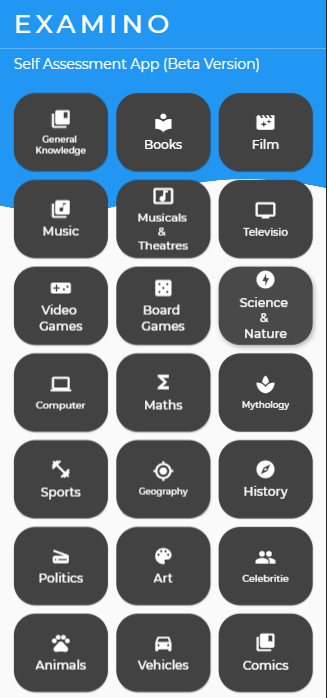 EXAMINO
Self Assessment App (Beta Version)
General
Knowledge
Books
Film
Music
Musicals
&
Theatres
Televisio
Video
Games
Board
Games
Science
&
Nature
Computer
Maths
Mythology
Sports
Geography
History
Politics
Art
Celebritie
Animals
Vehicles
Comics